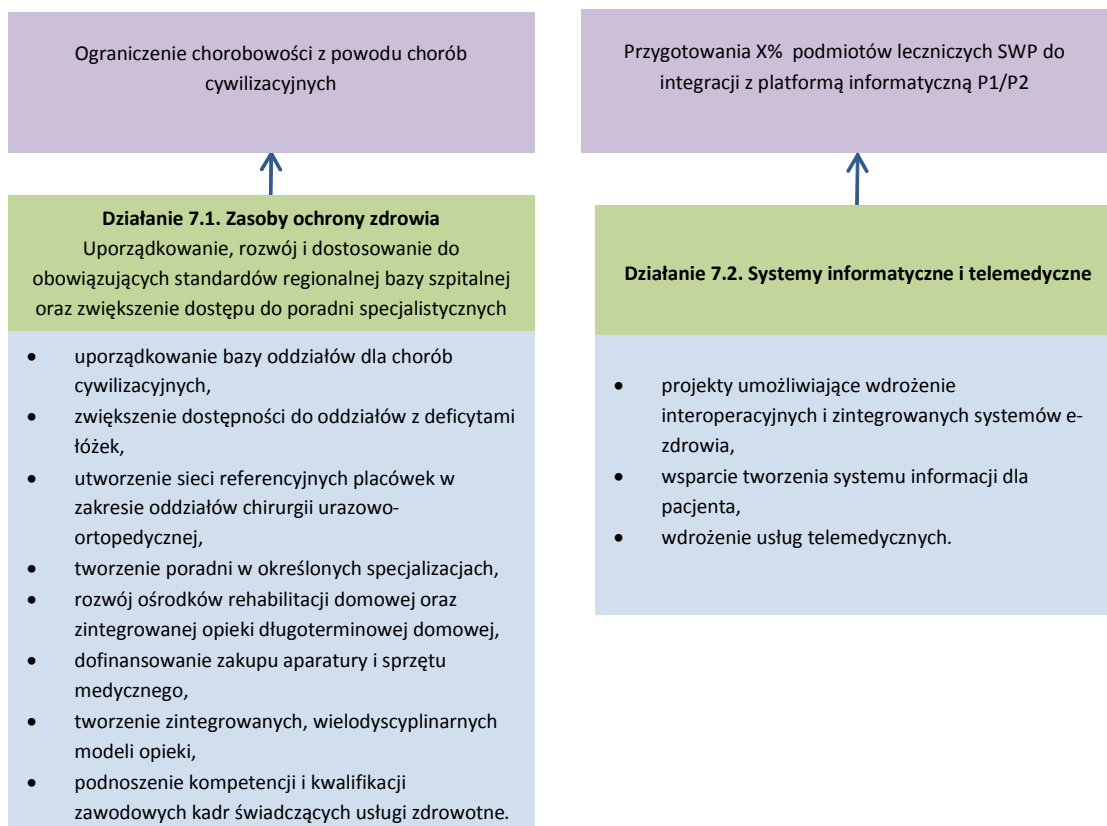 Ograniczenie chorobowości z powodu chorób
cywilizacyjnych
Działanie 7.1. Zasoby ochrony zdrowia
Uporządkowanie, rozwój i dostosowanie do
obowiązujących standardów regionalnej bazy szpitalnej
oraz zwiększenie dostępu do poradni specjalistycznych
• uporządkowanie bazy oddziałów dla chorób
cywilizacyjnych,
• zwiększenie dostępności do oddziałów z deficytami
łóżek,
• utworzenie sieci referencyjnych placówek w
zakresie oddziałów chirurgii urazowo-
ortopedycznej,
• tworzenie poradni w określonych specjalizacjach,
• rozwój ośrodków rehabilitacji domowej oraz
zintegrowanej opieki długoterminowej domowej,
• dofinansowanie zakupu aparatury i sprzętu
medycznego,
• tworzenie zintegrowanych, wielodyscyplinarnych
modeli opieki,
• podnoszenie kompetencji i kwalifikacji
zawodowych kadr świadczących usługi zdrowotne.
Przygotowania X% podmiotów leczniczych SWP do
integracji z platformą informatyczną P1/P2
Działanie 7.2. Systemy informatyczne i telemedyczne
• projekty umożliwiające wdrożenie
interoperacyjnych i zintegrowanych systemów e-
zdrowia,
• wsparcie tworzenia systemu informacji dla
pacjenta,
• wdrożenie usług telemedycznych.